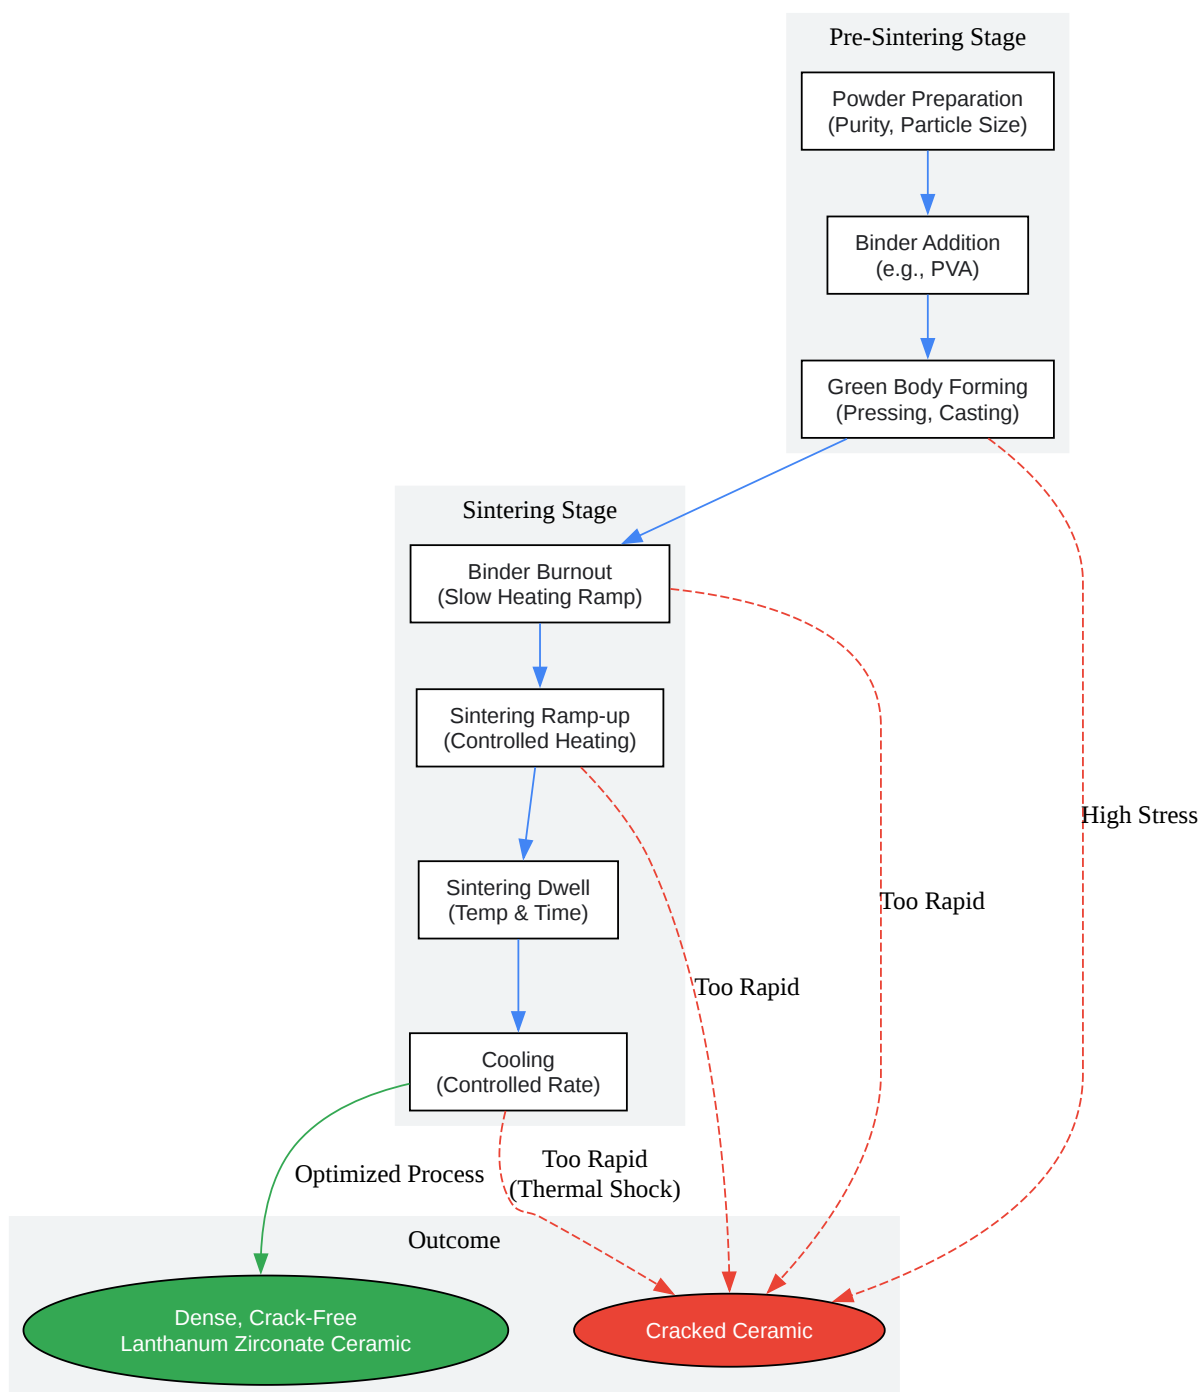 Pre-Sintering Stage
Powder Preparation
(Purity, Particle Size)
Binder Addition
(e.g., PVA)
Green Body Forming
(Pressing, Casting)
Sintering Stage
Binder Burnout
(Slow Heating Ramp)
Sintering Ramp-up
(Controlled Heating)
High Stress
Sintering Dwell
(Temp & Time)
Too Rapid
Too Rapid
Cooling
(Controlled Rate)
Optimized Process
Too Rapid
(Thermal Shock)
Outcome
Dense, Crack-Free
Lanthanum Zirconate Ceramic
Cracked Ceramic